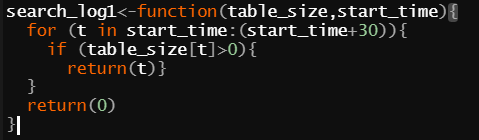 search_log1<-function(table_size,start_time){
  for (t in start_time:(start_time+30)){
    if (table_size[t]>0){
      return(t)}
  }
  return(0)
}